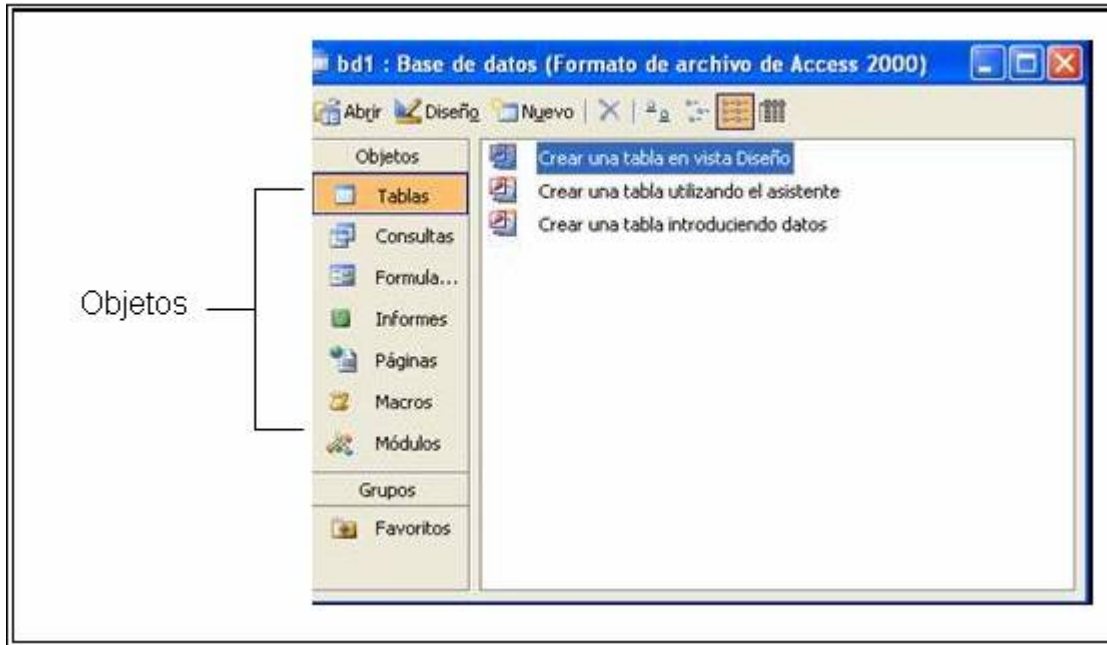 bd1 : Base de datos (Formato de archivo de Access 2000)
Abrir Diseño Nuevo
Objetos
Tablas
Consultas
Formula...
Informes
Páginas
Macros
Módulos
Grupos
Favoritos
Crear una tabla en vista Diseño
Crear una tabla utilizando el asistente
Crear una tabla introduciendo datos
Objetos